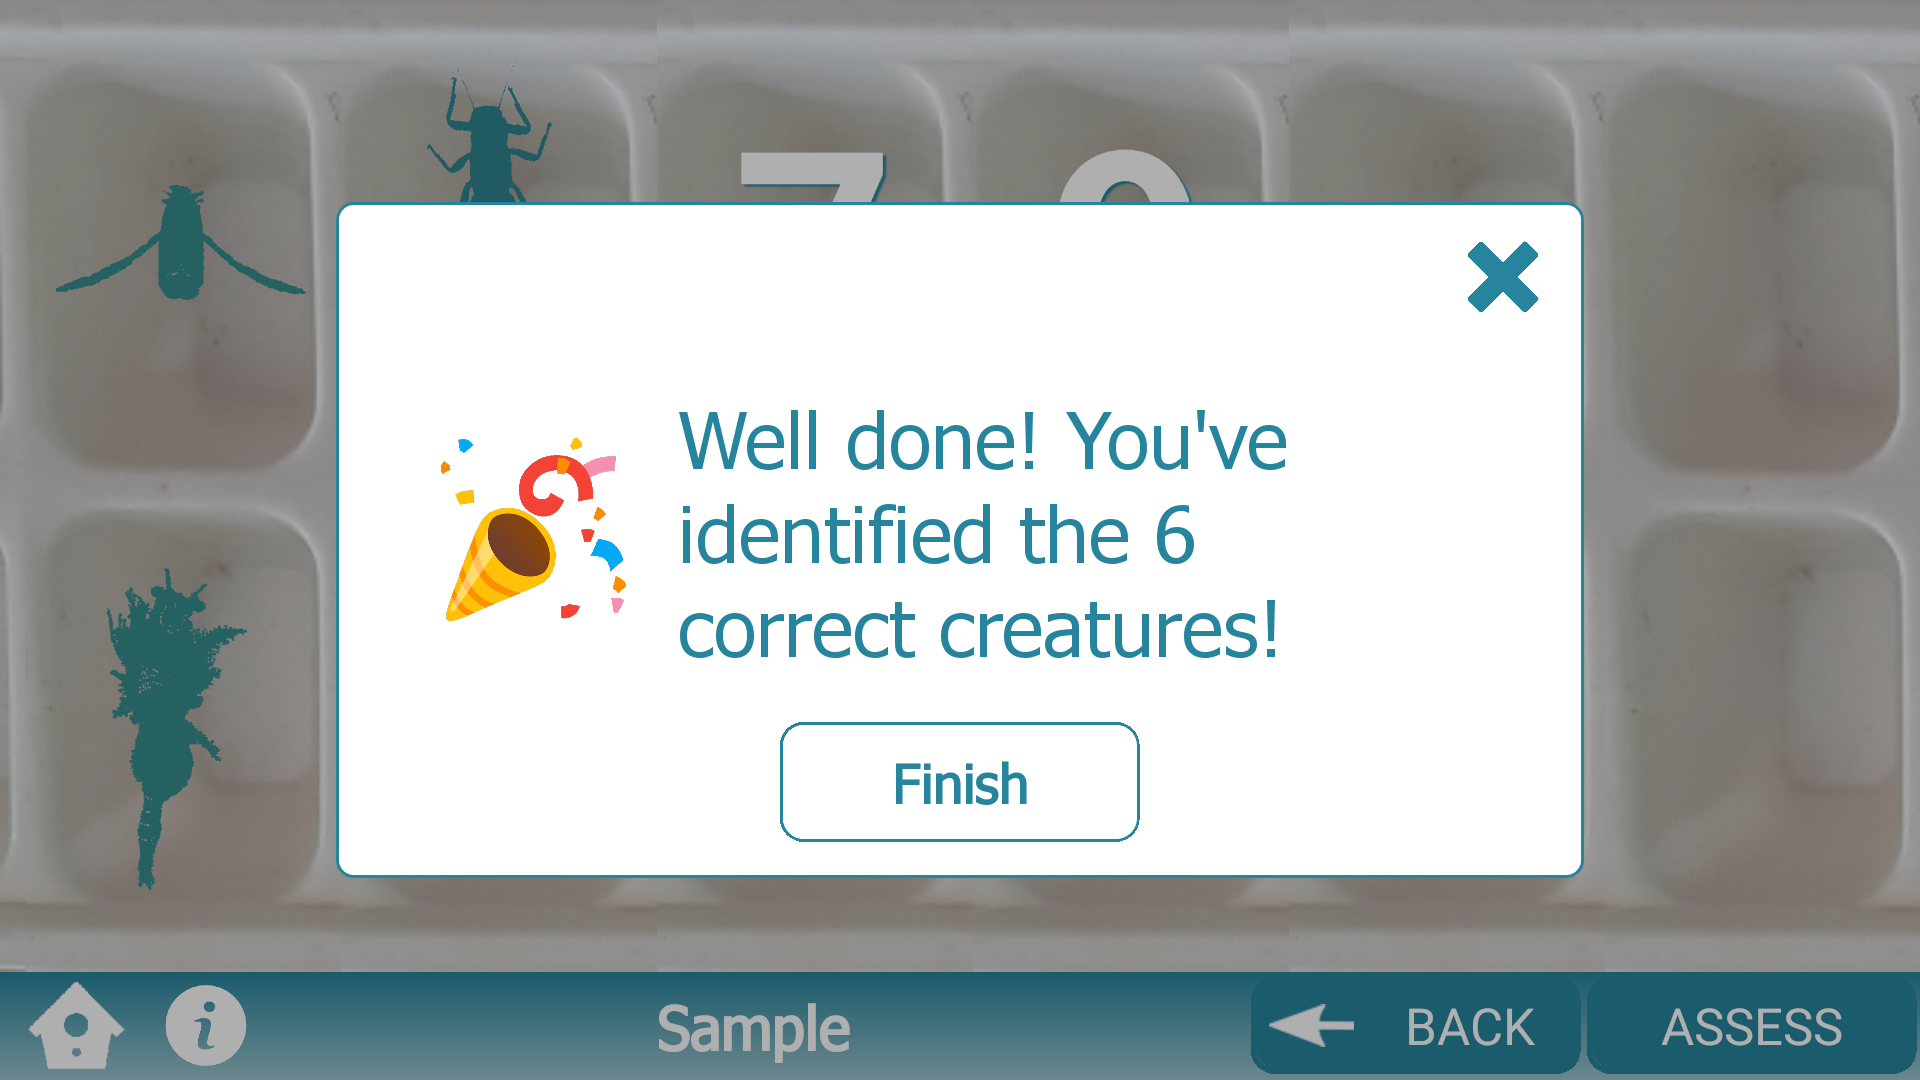 Well done! You've
identified the 6
correct creatures!
Finish
Sample
BACK
ASSESS